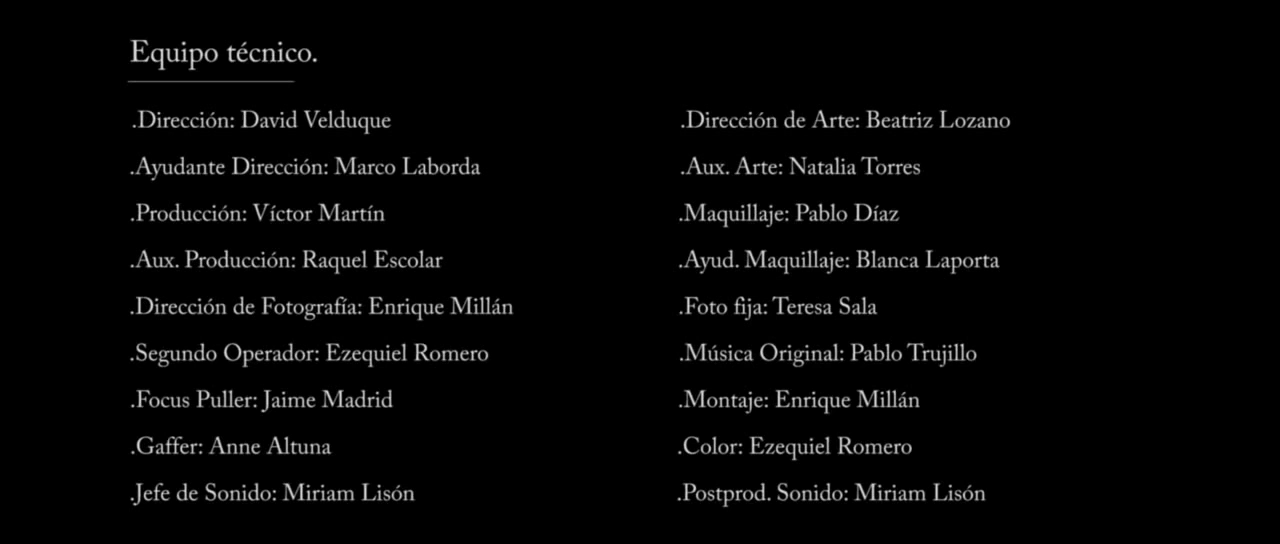 Equipo técnico.
.Dirección: David Velduque
.Ayudante Dirección: Marco Laborda
.Producción: Víctor Martín
.Aux. Producción: Raquel Escolar
.Dirección de Fotografía: Enrique Millán
.Segundo Operador: Ezequiel Romero
.Focus Puller: Jaime Madrid
.Gaffer: Anne Altuna
.Jefe de Sonido: Miriam Lisón
.Dirección de Arte: Beatriz Lozano
.Aux. Arte: Natalia Torres
.Maquillaje: Pablo Díaz
.Ayud. Maquillaje: Blanca Laporta
.Foto fija: Teresa Sala
.Música Original: Pablo Trujillo
.Montaje: Enrique Millán
.Color: Ezequiel Romero
.Postprod. Sonido: Miriam Lisón